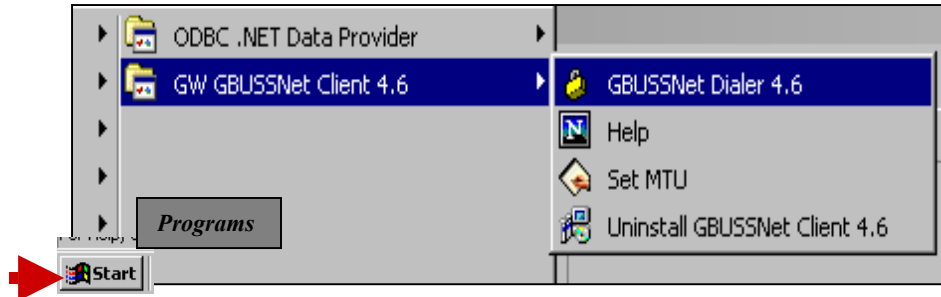 ODBC .NET Data Provider
GW GBUSSNet Client 4.6
GBUSSNet Dialer 4.6
Help
Set MTU
Uninstall GBUSSNet Client 4.6
Programs
Start